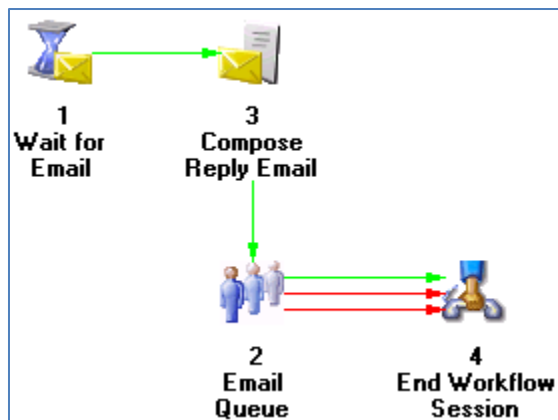 1
Wait for
Email
3
Compose
Reply Email
2
Email
Queue
4
End Workflow
Session